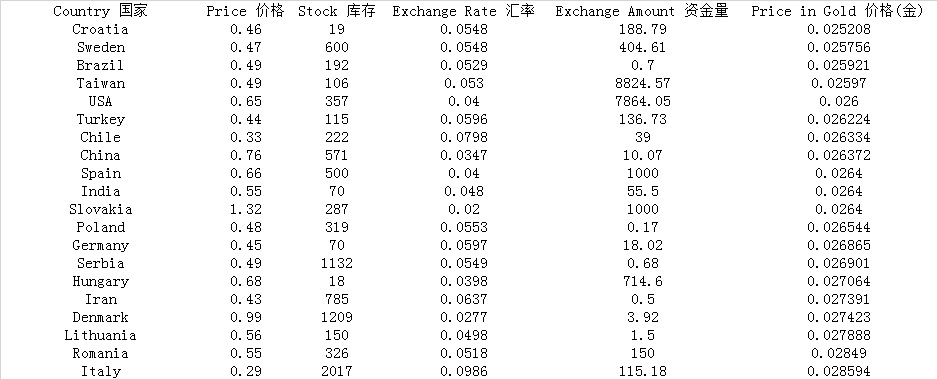 Country 国家 Price 价格 Stock 库存 Exchange Rate 汇率 Exchange Amount 资金量 Price in Gold 价格(金)
Croatia 0.46 19 0.0548 188.79 0.025208
Sweden 0.47 600 0.0548 404.61 0.025756
Brazil 0.49 192 0.0529 0.7 0.025921
Taiwan 0.49 106 0.053 8824.57 0.02597
USA 0.65 357 0.04 7864.05 0.026
Turkey 0.44 115 0.0596 136.73 0.026224
Chile 0.33 222 0.0798 39 0.026334
China 0.76 571 0.0347 10.07 0.026372
Spain 0.66 500 0.04 1000 0.0264
India 0.55 70 0.048 55.5 0.0264
Slovakia 1.32 287 0.02 1000 0.0264
Poland 0.48 319 0.0553 0.17 0.026544
Germany 0.45 70 0.0597 18.02 0.026865
Serbia 0.49 1132 0.0549 0.68 0.026901
Hungary 0.68 18 0.0398 714.6 0.027064
Iran 0.43 785 0.0637 0.5 0.027391
Denmark 0.99 1209 0.0277 3.92 0.027423
Lithuania 0.56 150 0.0498 1.5 0.027888
Romania 0.55 326 0.0518 150 0.02849
Italy 0.29 2017 0.0986 115.18 0.028594